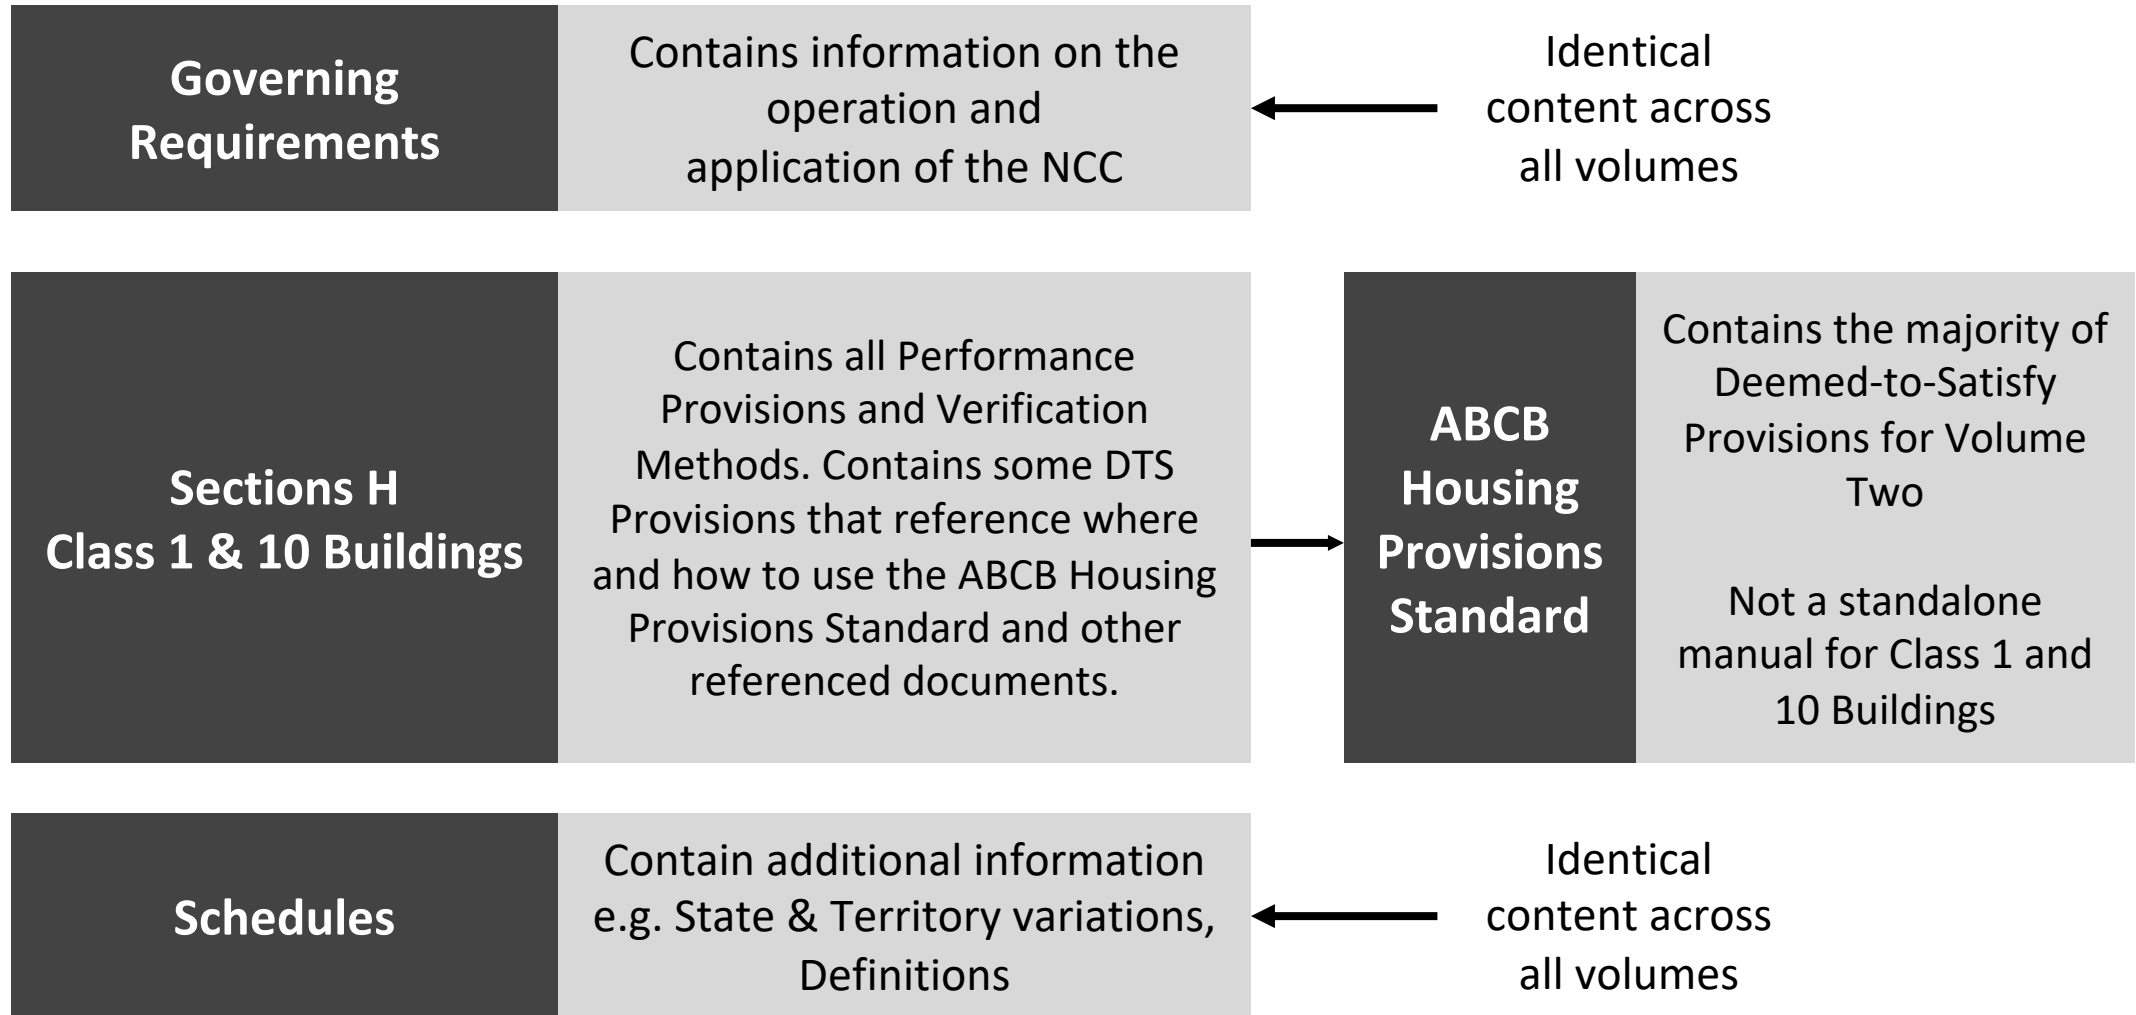 Governing
Requirements
Contains information on the
operation and
application of the NCC
Identical
content across
all volumes
Sections H
Class 1 & 10 Buildings
Contains all Performance
Provisions and Verification
Methods. Contains some DTS
Provisions that reference where
and how to use the ABCB Housing
Provisions Standard and other
referenced documents.
ABCB
Housing
Provisions
Standard
Contains the majority of
Deemed-to-Satisfy
Provisions for Volume
Two
Not a standalone
manual for Class 1 and
10 Buildings
Schedules
Contain additional information
e.g. State & Territory variations,
Definitions
Identical
content across
all volumes